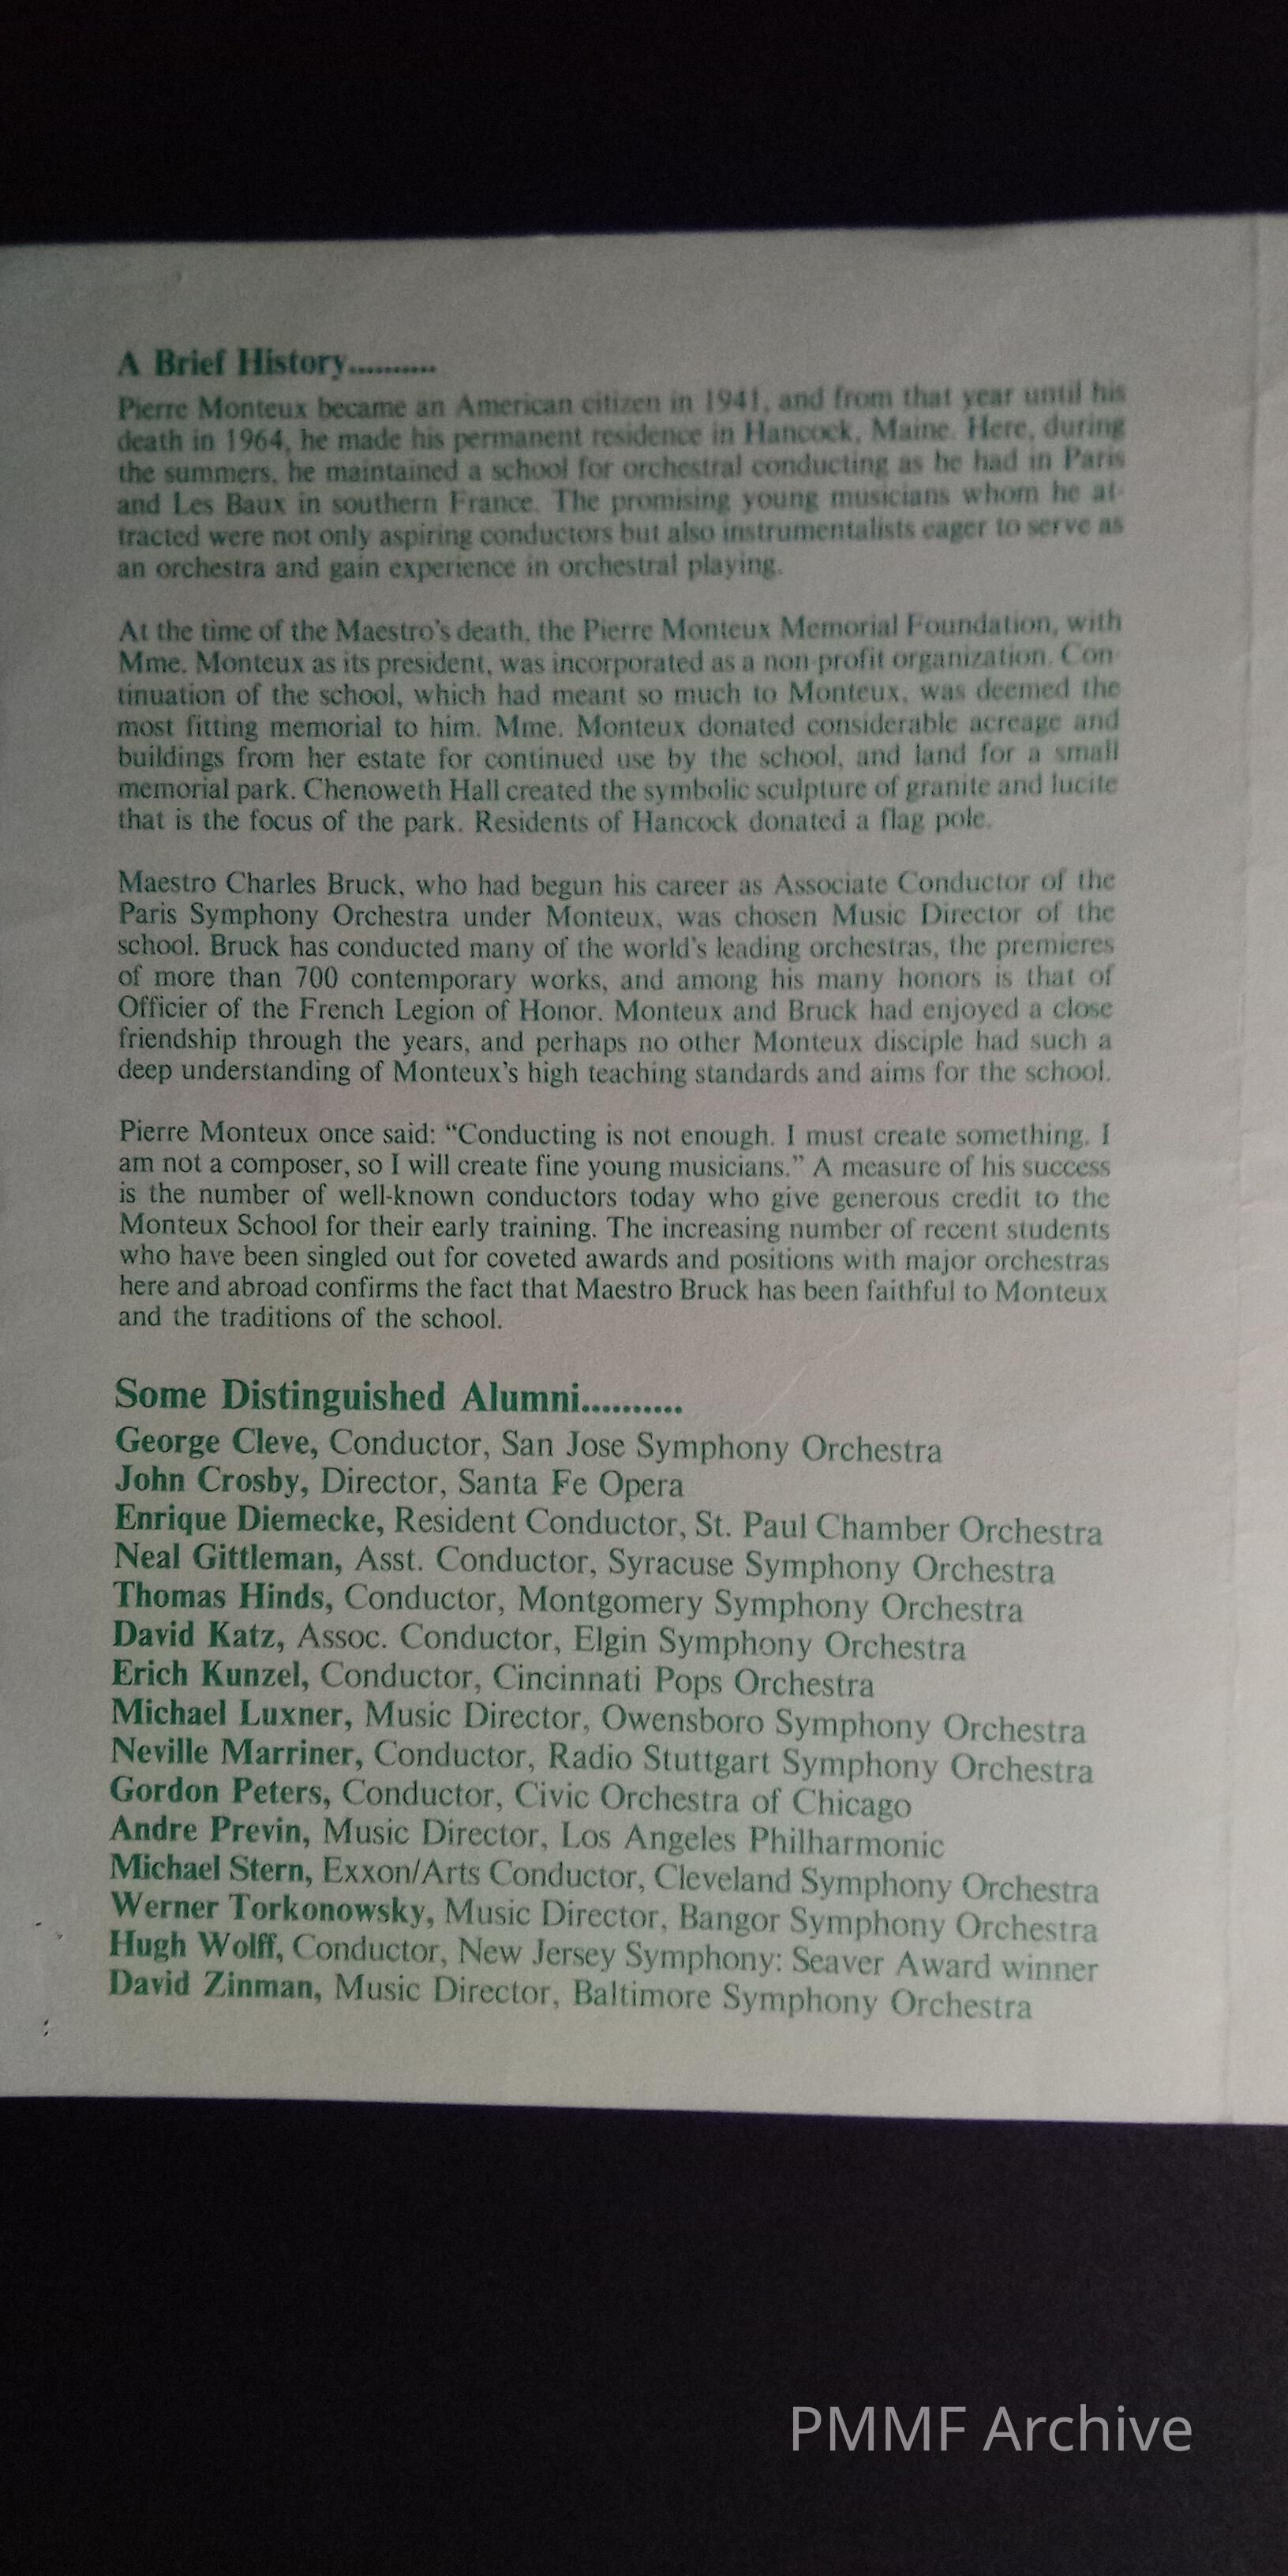 A Brief History..........
Pierre Monteux became an American citizen in 1941, and from that year until his
death in 1964, he made his permanent residence in Hancock, Maine. Here, during
the summers, he maintained a school for orchestral conducting as he had in Paris
and Les Baux in southern France. The promising young musicians whom he at-
tracted were not only aspiring conductors but also instrumentalists eager to serve as
an orchestra and gain experience in orchestral playing.
At the time of the Maestro's death, the Pierre Monteux Memorial Foundation, with
Mme. Monteux as its president, was incorporated as a non-profit organization. Con-
tinuation of the school, which had meant so much to Monteux, was deemed the
most fitting memorial to him. Mme. Monteux donated considerable acreage and
buildings from her estate for continued use by the school, and land for a small
memorial park. Chenoweth Hall created the symbolic sculpture of granite and lucite
that is the focus of the park. Residents of Hancock donated a flag pole.
Maestro Charles Bruck, who had begun his career as Associate Conductor of the
Paris Symphony Orchestra under Monteux, was chosen Music Director of the
school. Bruck has conducted many of the world's leading orchestras, the premieres
of more than 700 contemporary works, and among his many honors is that of
Officier of the French Legion of Honor. Monteux and Bruck had enjoyed a close
friendship through the years, and perhaps no other Monteux disciple had such a
deep understanding of Monteux's high teaching standards and aims for the school.
Pierre Monteux once said: “Conducting is not enough. I must create something. I
am not a composer, so I will create fine young musicians.” A measure of his success
is the number of well-known conductors today who give generous credit to the
Monteux School for their early training. The increasing number of recent students
who have been singled out for coveted awards and positions with major orchestras
here and abroad confirms the fact that Maestro Bruck has been faithful to Monteux
and the traditions of the school.
Some Distinguished Alumni..........
George Cleve, Conductor, San Jose Symphony Orchestra
John Crosby, Director, Santa Fe Opera
Enrique Diemecke, Resident Conductor, St. Paul Chamber Orchestra
Neal Gittleman, Asst. Conductor, Syracuse Symphony Orchestra
Thomas Hinds, Conductor, Montgomery Symphony Orchestra
David Katz, Assoc. Conductor, Elgin Symphony Orchestra
Erich Kunzel, Conductor, Cincinnati Pops Orchestra
Michael Luxner, Music Director, Owensboro Symphony Orchestra
Neville Marriner, Conductor, Radio Stuttgart Symphony Orchestra
Gordon Peters, Conductor, Civic Orchestra of Chicago
Andre Previn, Music Director, Los Angeles Philharmonic
Michael Stern, Exxon/Arts Conductor, Cleveland Symphony Orchestra
Werner Torkonowsky, Music Director, Bangor Symphony Orchestra
Hugh Wolff, Conductor, New Jersey Symphony: Seaver Award winner
David Zinman, Music Director, Baltimore Symphony Orchestra
PMMF Archive